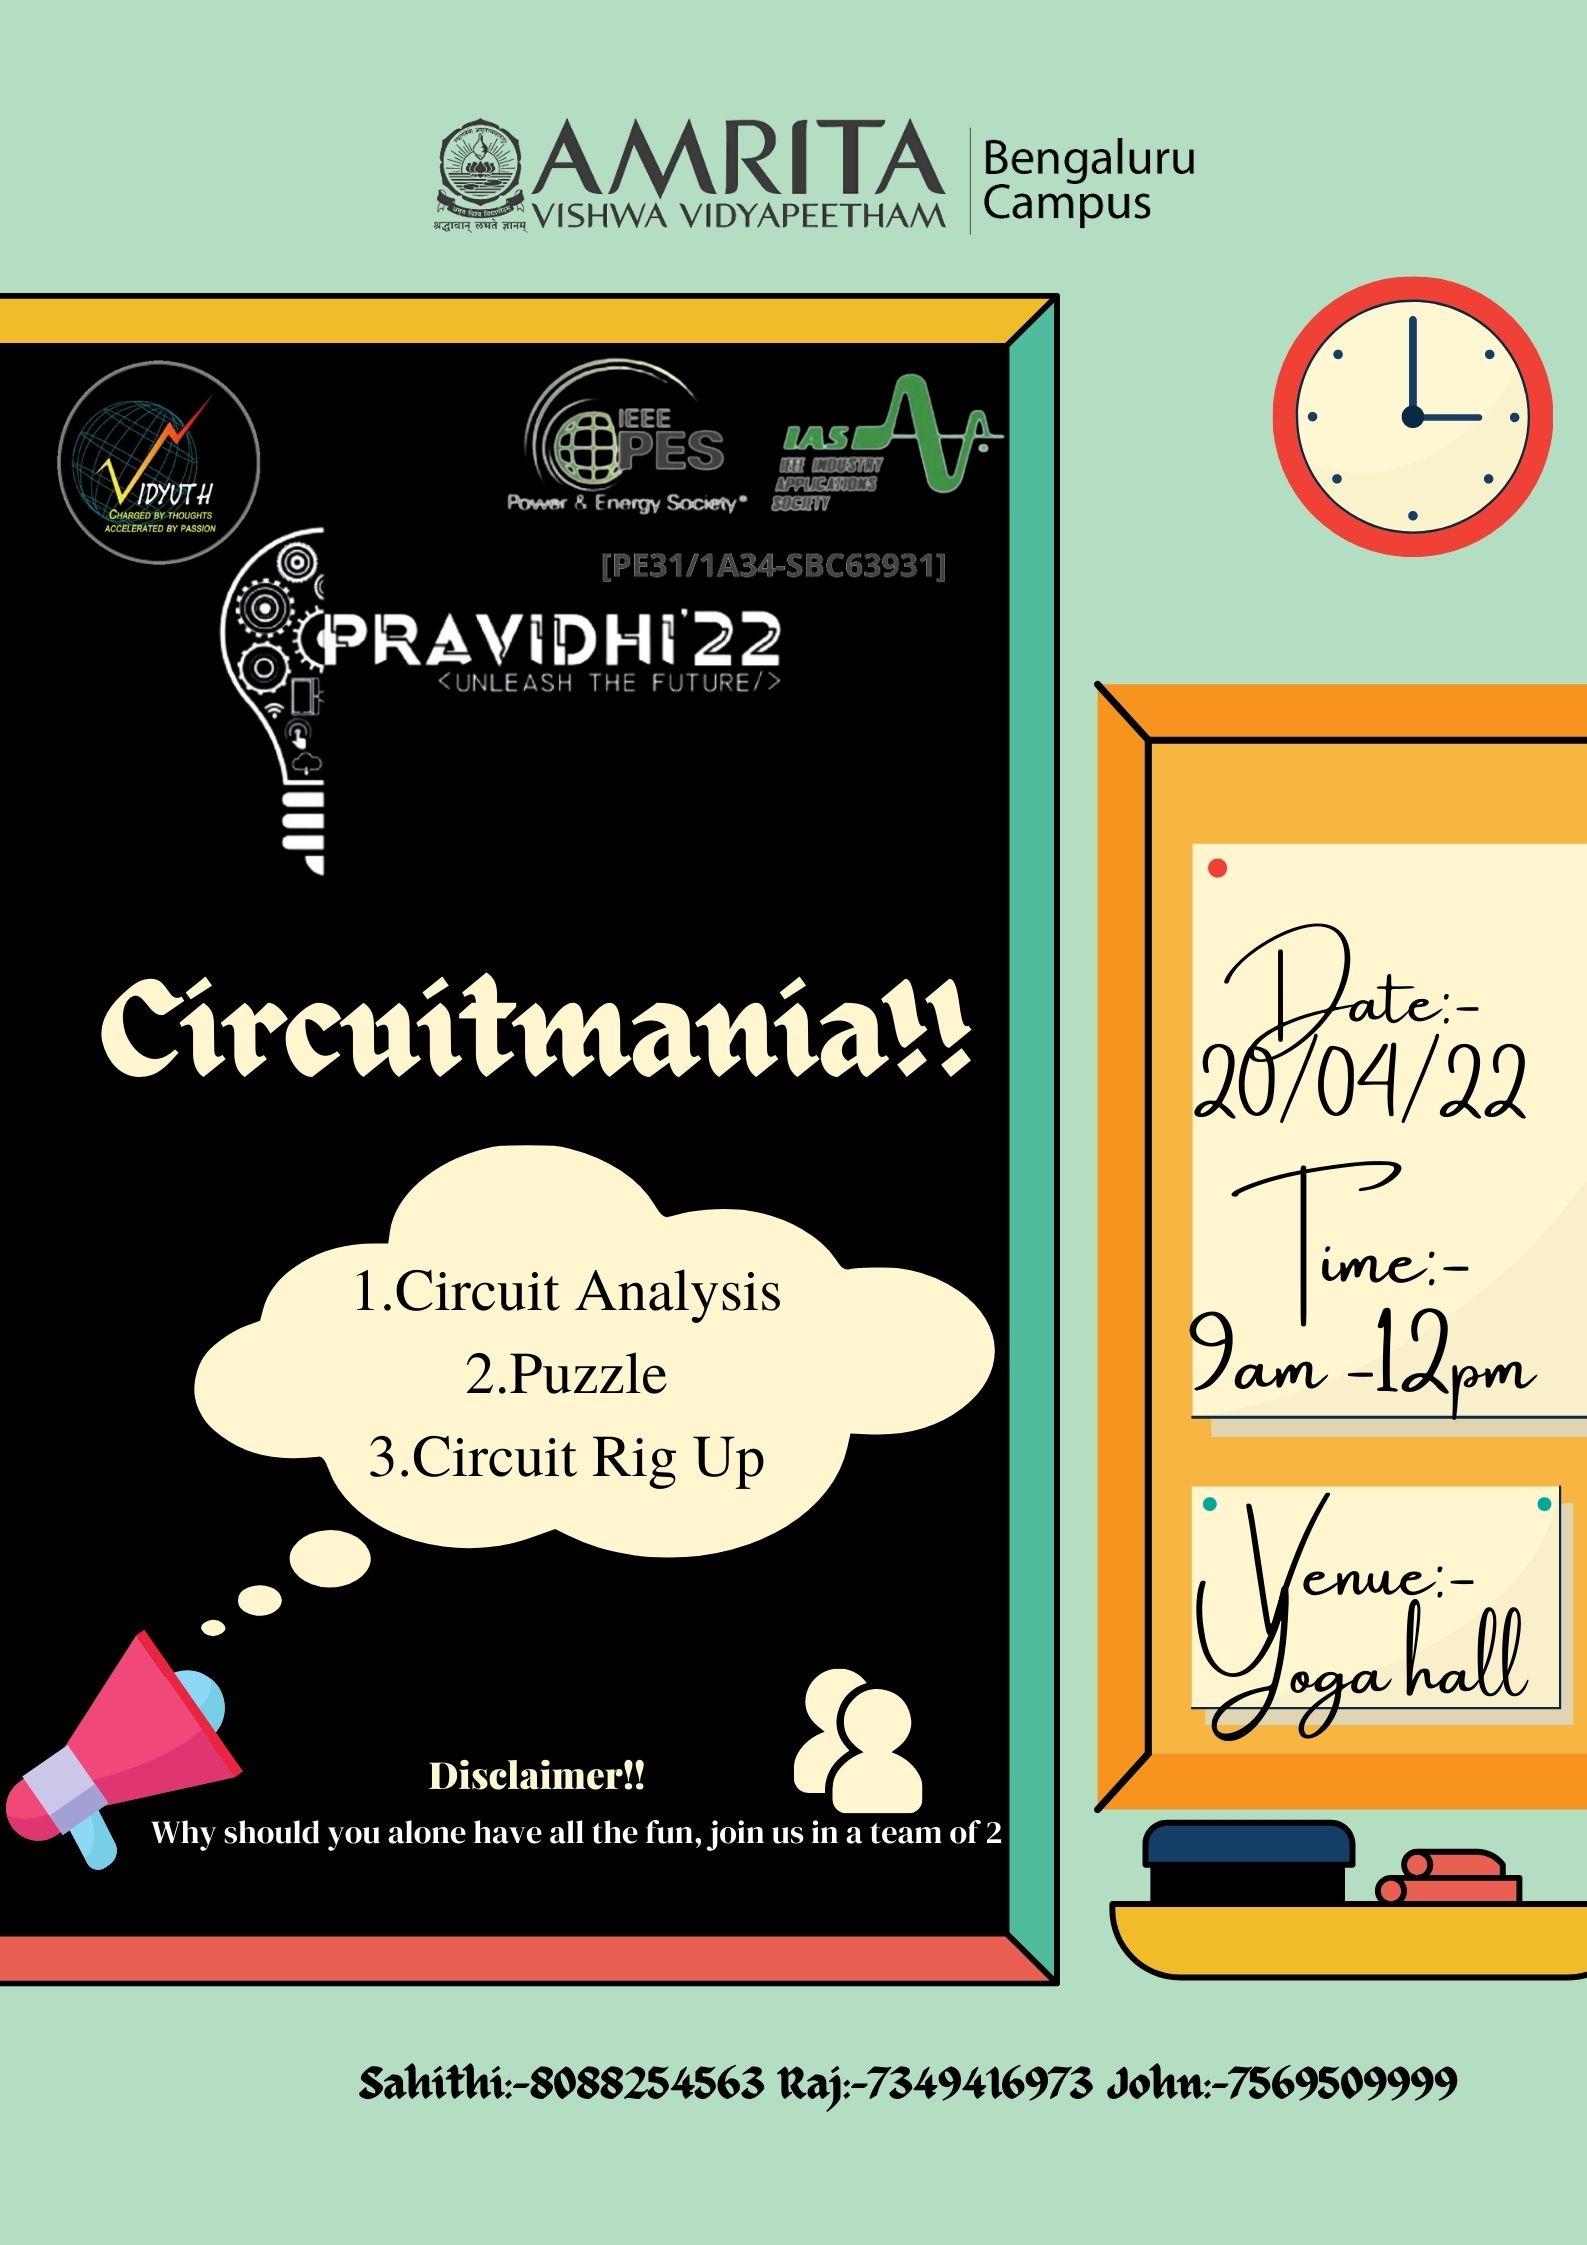 AMRITA
VISHWA VIDYAPEETHAM
श्रद्धावान् लभते ज्ञानम्
Bengaluru
Campus
VIDYUTH
CHARGED BY THOUGHTS
ACCELERATED BY PASSION
IEEE
PES
Power & Energy Society®
IAS
IEEE INDUSTRY
APPLICATIONS
SOCIETY
[PE31/1A34-SBC63931]
PRAVIDHI'22
<UNLEASH THE FUTURE/>
Circuitmania!!
1.Circuit Analysis
2.Puzzle
3.Circuit Rig Up
Disclaimer!!
Why should you alone have all the fun, join us in a team of 2
Date:-
20/04/22
Time:-
9am -12pm
Venue:-
Yoga hall
Sahithi:-8088254563 Raj:-7349416973 John:-7569509999